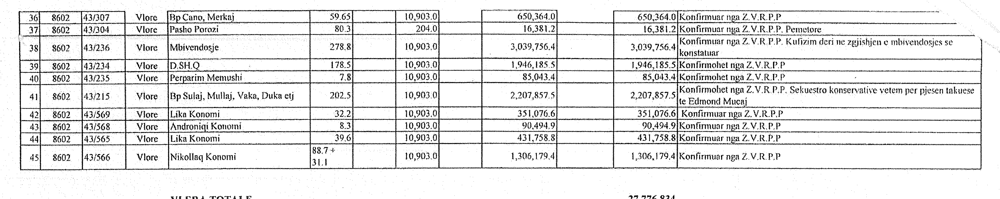 36 8602 43/307 Vlore Bp Cano, Merkaj 59.65 10,903.0 650,364.0 650,364.0 Konfirmuar nga Z.V.R.P.P
37 8602 43/304 Vlore Pasho Porozi 80.3 204.0 16,381.2 16,381.2 Konfirmuar nga Z.V.R.P.P. Pemetore
38 8602 43/236 Vlore Mbivendosje 278.8 10,903.0 3,039,756.4 3,039,756.4 Konfirmuar nga Z.V.R.P.P. Kufizim deri ne zgjishjen e mbivendosjes se
konstatuar
39 8602 43/234 Vlore D.SH.Q 178.5 10,903.0 1,946,185.5 1,946,185.5 Konfirmohet nga Z.V.R.P.P
40 8602 43/235 Vlore Perparim Memushi 7.8 10,903.0 85,043.4 85,043.4 Konfirmohet nga Z.V.R.P.P
41 8602 43/215 Vlore Bp Sulaj, Mullaj, Vaka, Duka etj 202.5 10,903.0 2,207,857.5 2,207,857.5 Konfirmohet nga Z.V.R.P.P. Sekuestro konservative vetem per pjesen takuese
te Edmond Mucaj
42 8602 43/569 Vlore Lika Konomi 32.2 10,903.0 351,076.6 351,076.6 Konfirmuar nga Z.V.R.P.P
43 8602 43/568 Vlore Androniqi Konomi 8.3 10,903.0 90,494.9 90,494.9 Konfirmuar nga Z.V.R.P.P
44 8602 43/565 Vlore Lika Konomi 39.6 10,903.0 431,758.8 431,758.8 Konfirmuar nga Z.V.R.P.P
45 8602 43/566 Vlore Nikollaq Konomi 88.7 +
31.1 10,903.0 1,306,179.4 1,306,179.4 Konfirmuar nga Z.V.R.P.P
VLERA TOTALE 27,776,934